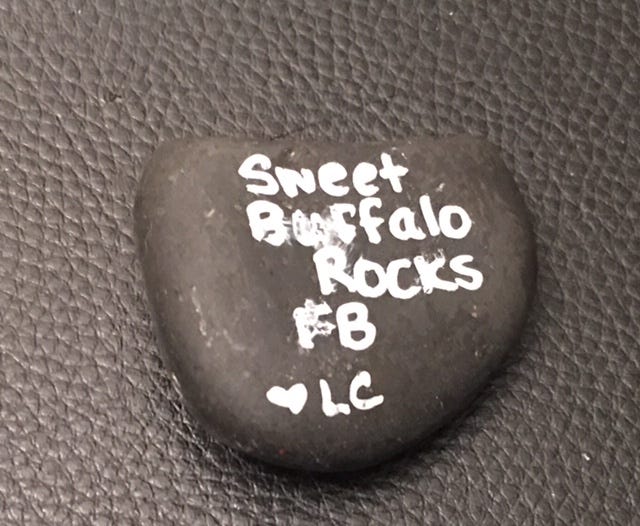 Sweet
Buffalo
ROCKS
FB
♥ LC